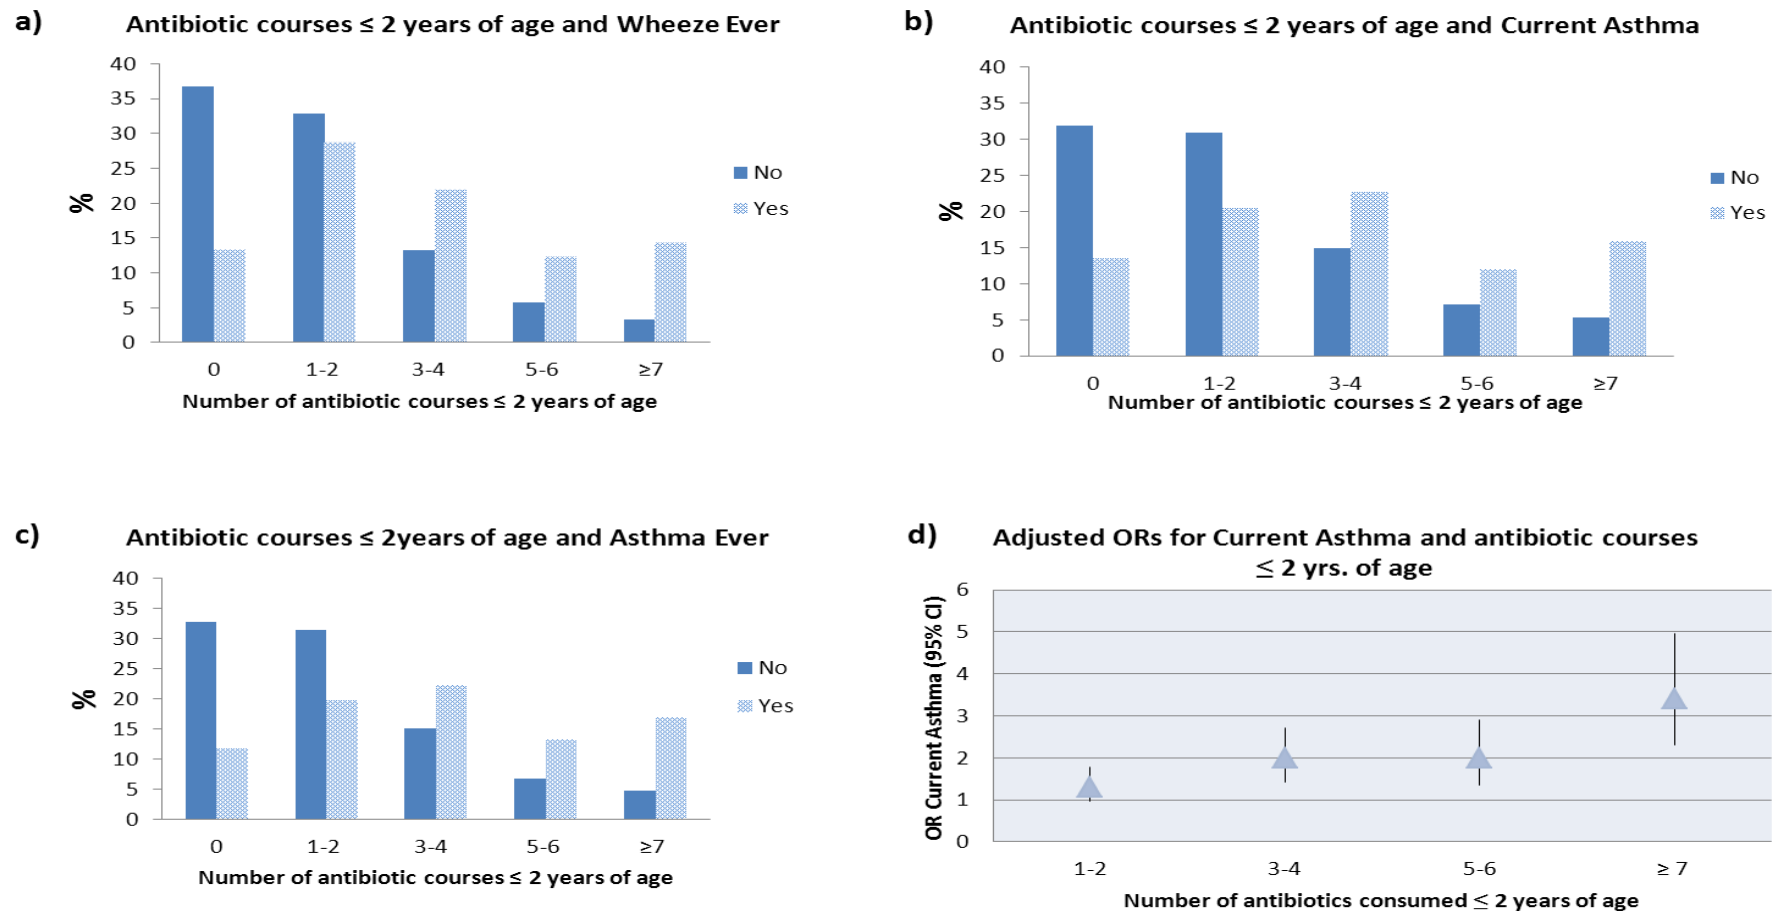 a)
Antibiotic courses ≤ 2 years of age and Wheeze Ever
40
35
30
25
20
15
10
5
0
%
0 1-2 3-4 5-6 ≥7
Number of antibiotic courses ≤ 2 years of age
No
Yes
b)
Antibiotic courses ≤ 2 years of age and Current Asthma
40
35
30
25
20
15
10
5
0
%
0 1-2 3-4 5-6 ≥7
Number of antibiotic courses ≤ 2 years of age
No
Yes
c)
Antibiotic courses ≤ 2years of age and Asthma Ever
40
35
30
25
20
15
10
5
0
%
0 1-2 3-4 5-6 ≥7
Number of antibiotic courses ≤ 2 years of age
No
Yes
d)
Adjusted ORs for Current Asthma and antibiotic courses
≤ 2 yrs. of age
OR Current Asthma (95% CI)
6
5
4
3
2
1
0
1-2 3-4 5-6 ≥ 7
Number of antibiotics consumed ≤ 2 years of age